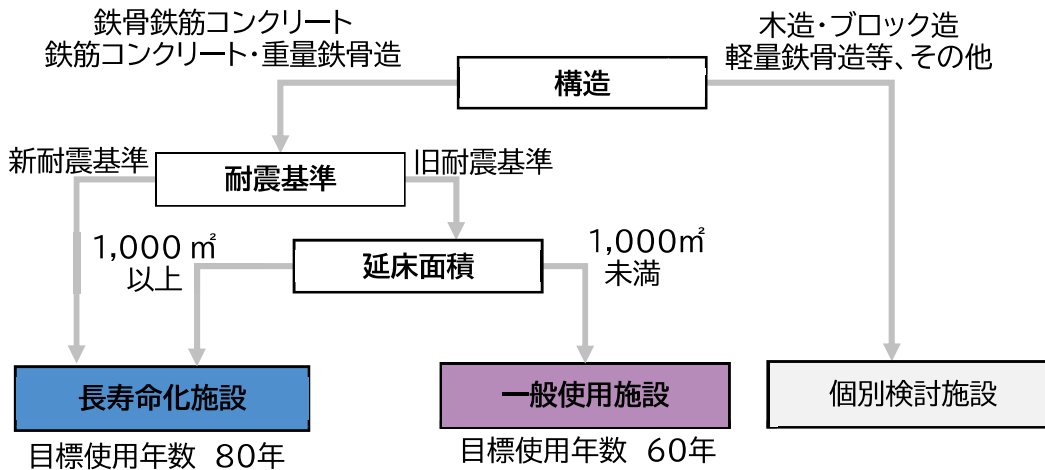 鉄骨鉄筋コンクリート
鉄筋コンクリート・重量鉄骨造
木造・ブロック造
軽量鉄骨造等、その他
構造
新耐震基準
耐震基準
旧耐震基準
1,000 ㎡
以上
延床面積
1,000㎡
未満
長寿命化施設
一般使用施設
個別検討施設
目標使用年数 80年
目標使用年数 60年